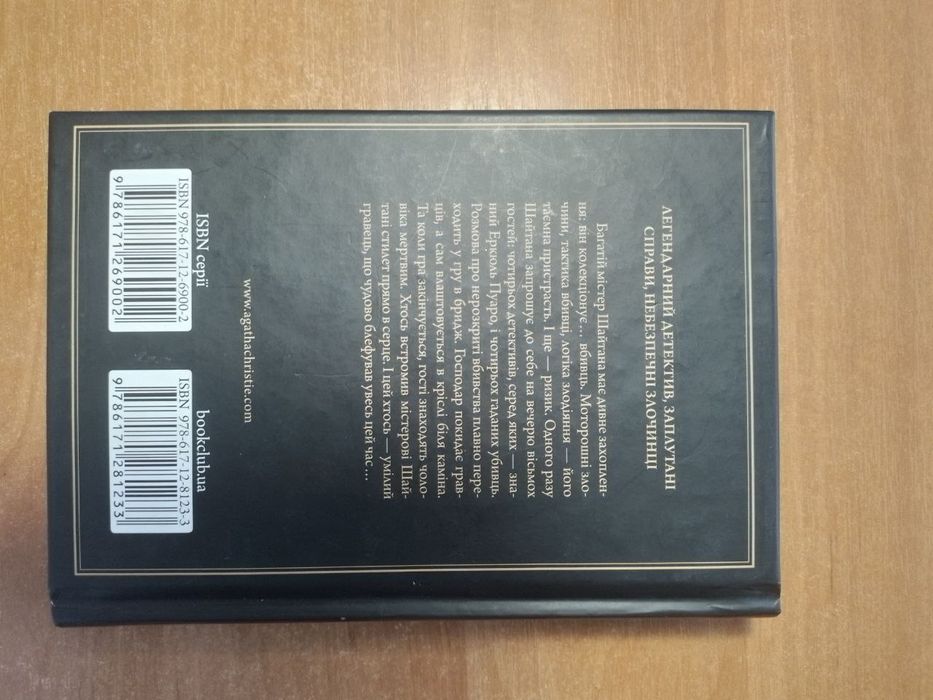 ЛЕГЕНДАРНИЙ ДЕТЕКТИВ, ЗАПЛУТАНІ
СПРАВИ, НЕБЕЗПЕЧНІ ЗЛОЧИНЦІ
Багатій містер Шайтана має дивне захоплен-
ня: він колекціонує… вбивць. Моторошні зло-
чини, тактика вбивці, логіка злодіяння — його
таємна пристрасть. І ще — ризик. Одного разу
Шайтана запрошує до себе на вечерю вісьмох
гостей: чотирьох детективів, серед яких — зна-
ний Еркюль Пуаро, і чотирьох гаданих убивць.
Розмова про нерозкриті вбивства плавно пере-
ходить у гру в бридж. Господар покидає грав-
ців, а сам влаштовується в кріслі біля каміна.
Та коли гра закінчується, гості знаходять чоло-
віка мертвим. Хтось встромив містерові Шай-
тані стилет прямо в серце. І цей хтось — умілий
гравець, що чудово блефував увесь цей час…
www.agathachristie.com
ISBN серії
ISBN 978-617-12-6900-2
9 786171 269002
bookclub.ua
ISBN 978-617-12-8123-3
9 786171 281233